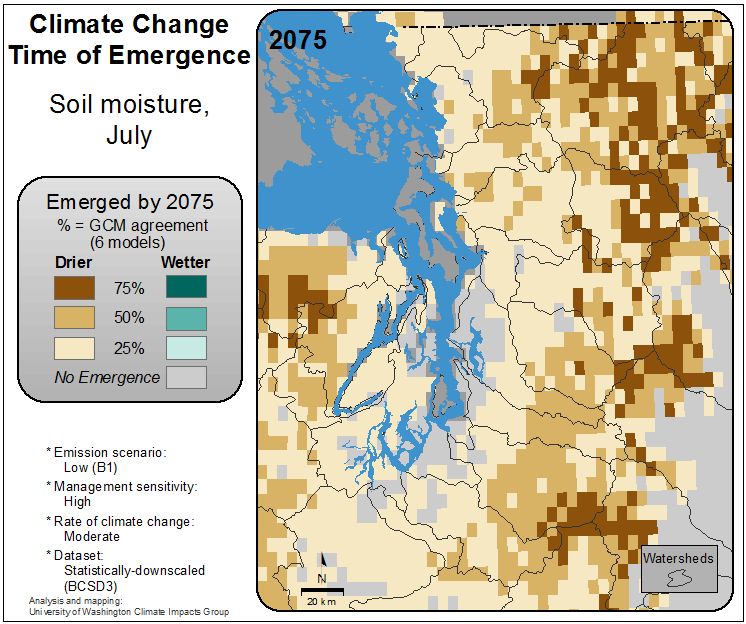 Climate Change
Time of Emergence
Soil moisture,
July
Emerged by 2075
% = GCM agreement
(6 models)
Drier Wetter
75%
50%
25%
No Emergence
* Emission scenario:
Low (B1)
* Management sensitivity:
High
* Rate of climate change:
Moderate
* Dataset:
Statistically-downscaled
(BCSD3)
Analysis and mapping:
University of Washington Climate Impacts Group
2075
N
20 km
Watersheds